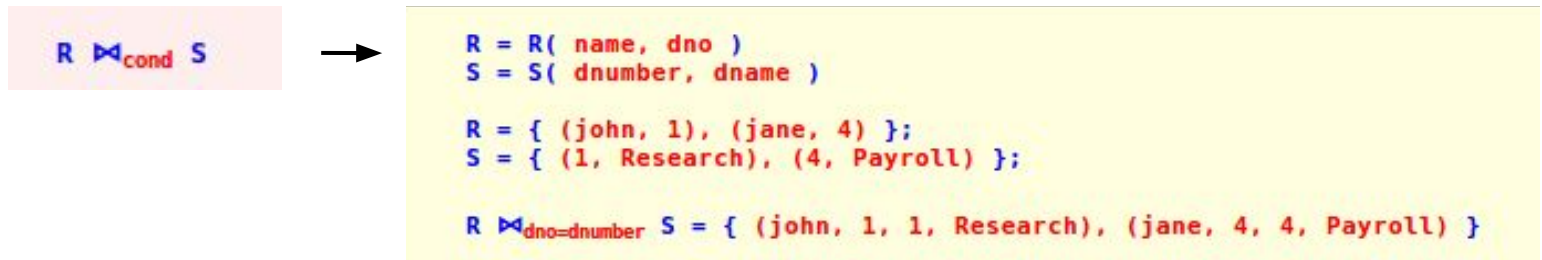 R ⋈cond S
R = R( name, dno )
S = S( dnumber, dname )
R = { (john, 1), (jane, 4) };
S = { (1, Research), (4, Payroll) };
R ⋈dno=dnumber S = { (john, 1, 1, Research), (jane, 4, 4, Payroll) }